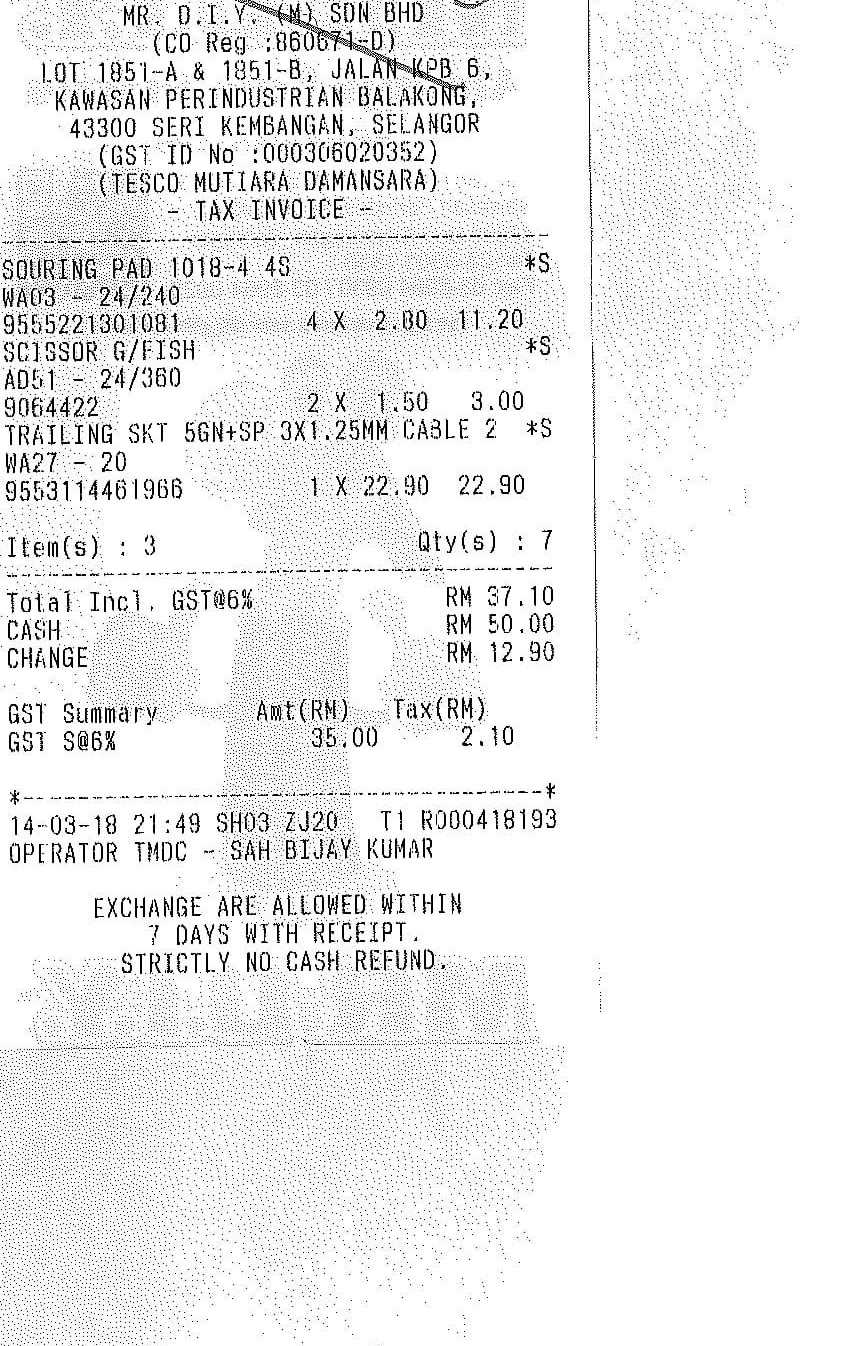 MR. D.I.Y. (M) SDN BHD
(CO Reg :860671-D)
LOT 1851-A & 1851-B, JALAN KPB 6,
KAWASAN PERINDUSTRIAN BALAKONG,
43300 SERI KEMBANGAN, SELANGOR
(GST ID No :000306020352)
(TESCO MUTIARA DAMANSARA)
- TAX INVOICE -
SOURING PAD 1018-4 4S *S
WA03 - 24/240
9555221301081 4 X 2.80 11.20
SCISSOR G/FISH *S
AD51 - 24/360
9064422 2 X 1.50 3.00
TRAILING SKT 5GN+SP 3X1.25MM CABLE 2 *S
WA27 - 20
9553114461966 1 X 22.90 22.90
Item(s) : 3 Qty(s) : 7
Total Incl. GST@6% RM 37.10
CASH RM 50.00
CHANGE RM 12.90
GST Summary Amt(RM) Tax(RM)
GST S@6% 35.00 2.10
*--------------------------------------*
14-03-18 21:49 SH03 ZJ20 T1 R000418193
OPERATOR TMDC - SAH BIJAY KUMAR
EXCHANGE ARE ALLOWED WITHIN
7 DAYS WITH RECEIPT.
STRICTLY NO CASH REFUND.